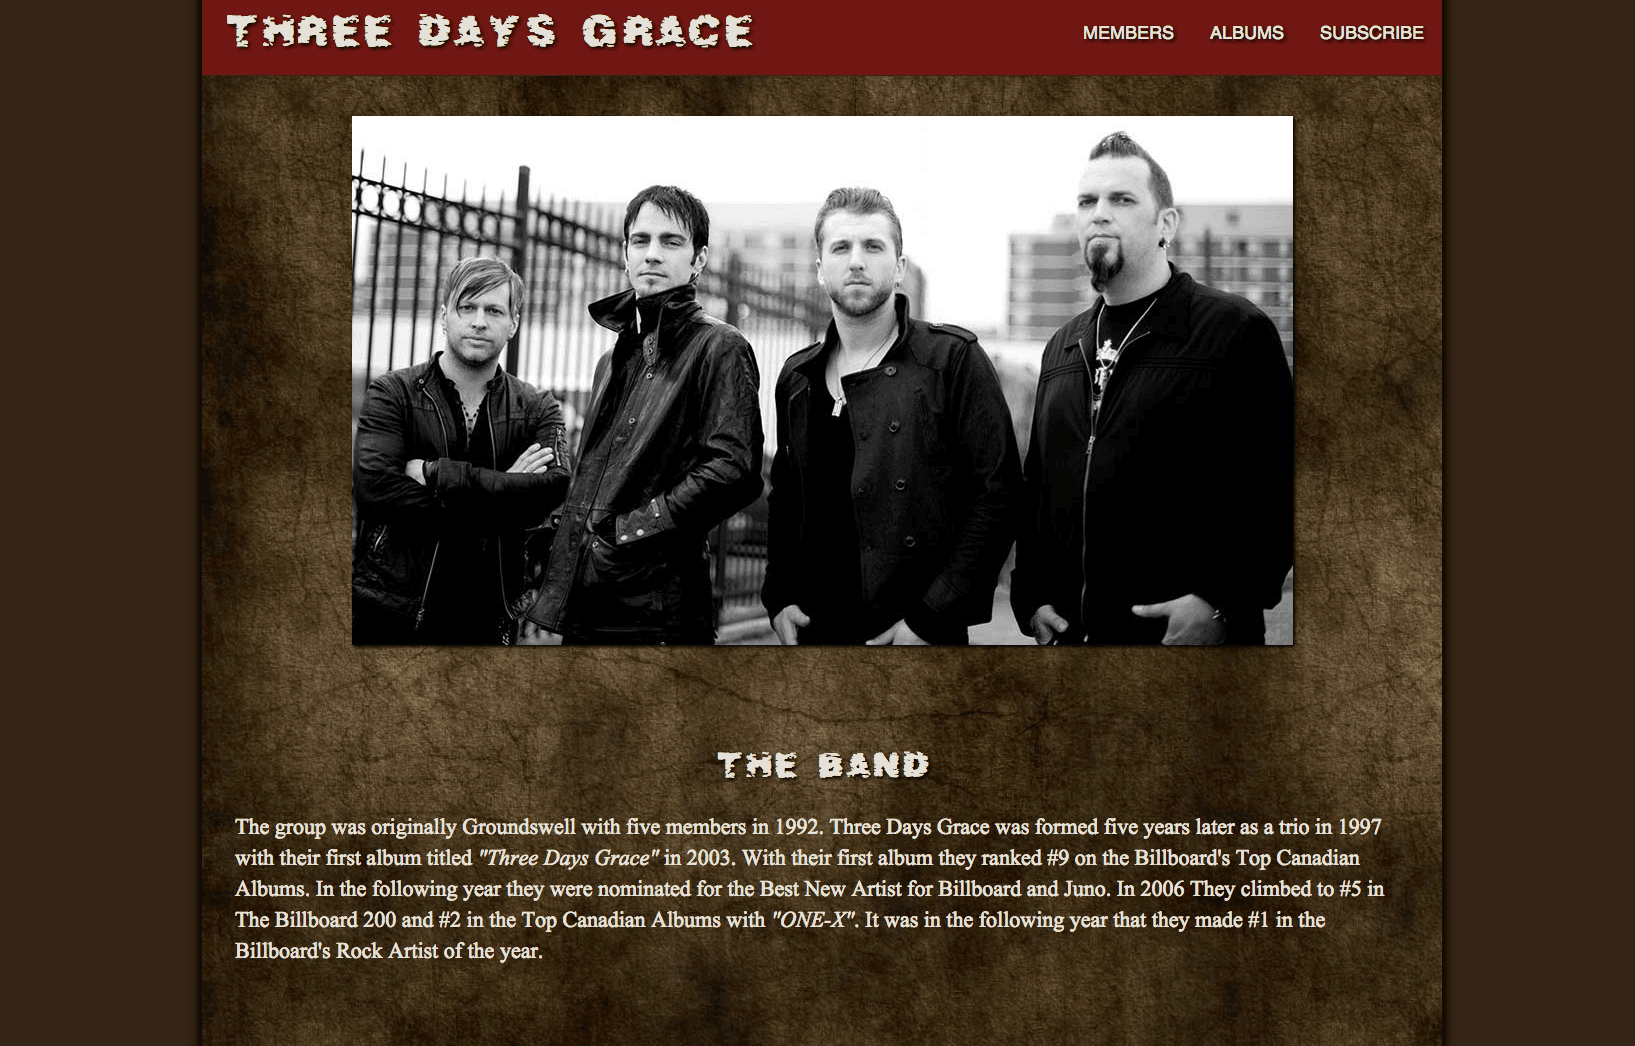 THREE DAYS GRACE
MEMBERS ALBUMS SUBSCRIBE
THE BAND
The group was originally Groundswell with five members in 1992. Three Days Grace was formed five years later as a trio in 1997
with their first album titled "Three Days Grace" in 2003. With their first album they ranked #9 on the Billboard's Top Canadian
Albums. In the following year they were nominated for the Best New Artist for Billboard and Juno. In 2006 They climbed to #5 in
The Billboard 200 and #2 in the Top Canadian Albums with "ONE-X". It was in the following year that they made #1 in the
Billboard's Rock Artist of the year.